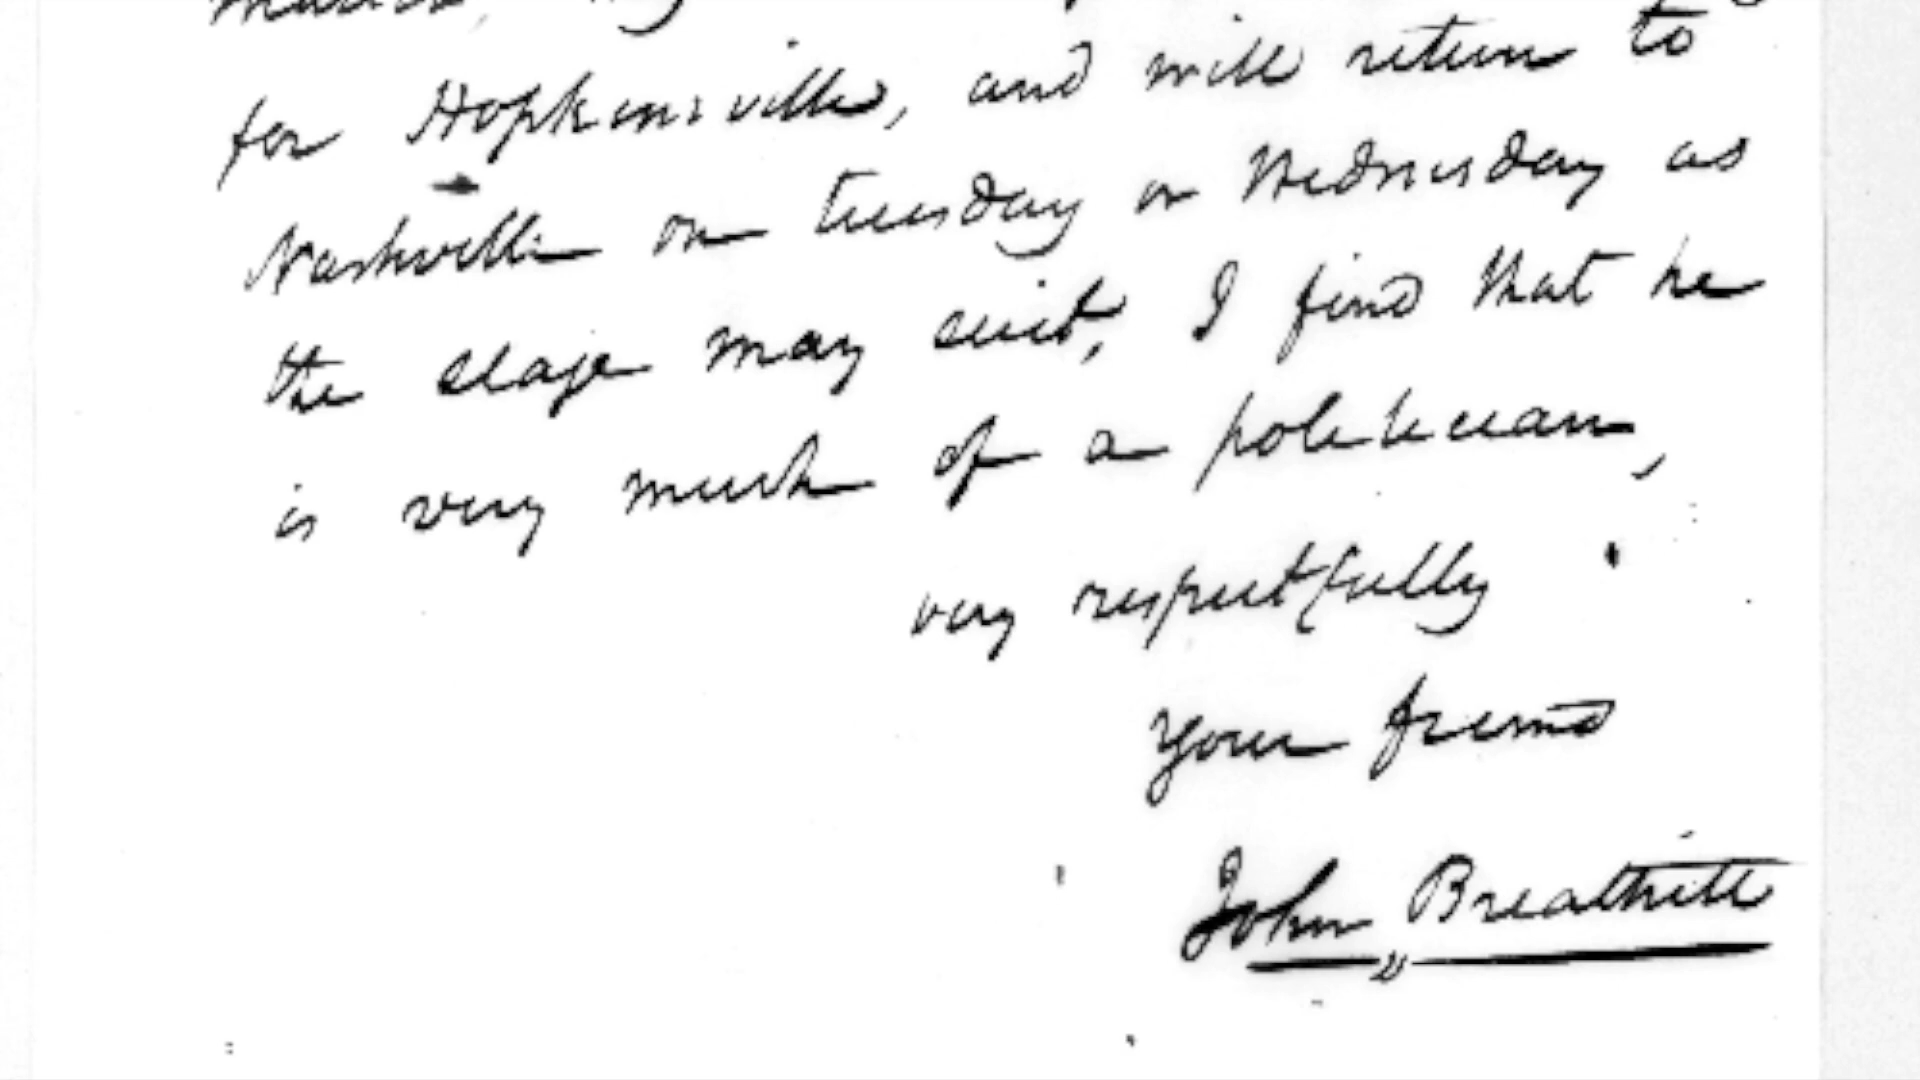 for Hopkinsville, and will return to
Nashville on tuesday or Wednesday as
the stage may suit, I find that he
is very much of a politician,
very respectfully
your friend
John Breathitt